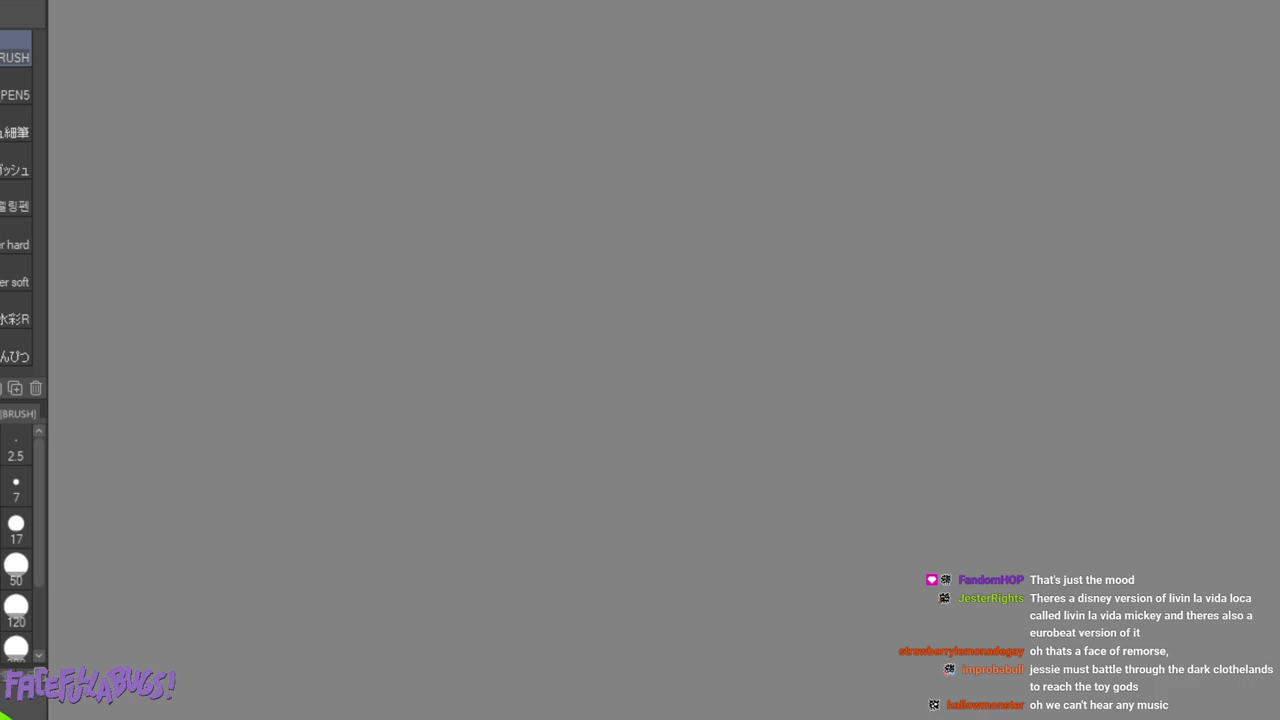 RUSH
PEN5
細筆
ガッシュ
링펜
r hard
er soft
水彩R
んぴつ
[BRUSH]
2.5
7
17
50
120
FACEFULLABUGS!
FandomHOP That's just the mood
JesterRights Theres a disney version of livin la vida loca
called livin la vida mickey and theres also a
eurobeat version of it
strawberrylemonadegay oh thats a face of remorse,
improbabull jessie must battle through the dark clothelands
to reach the toy gods
hallowmonster oh we can't hear any music